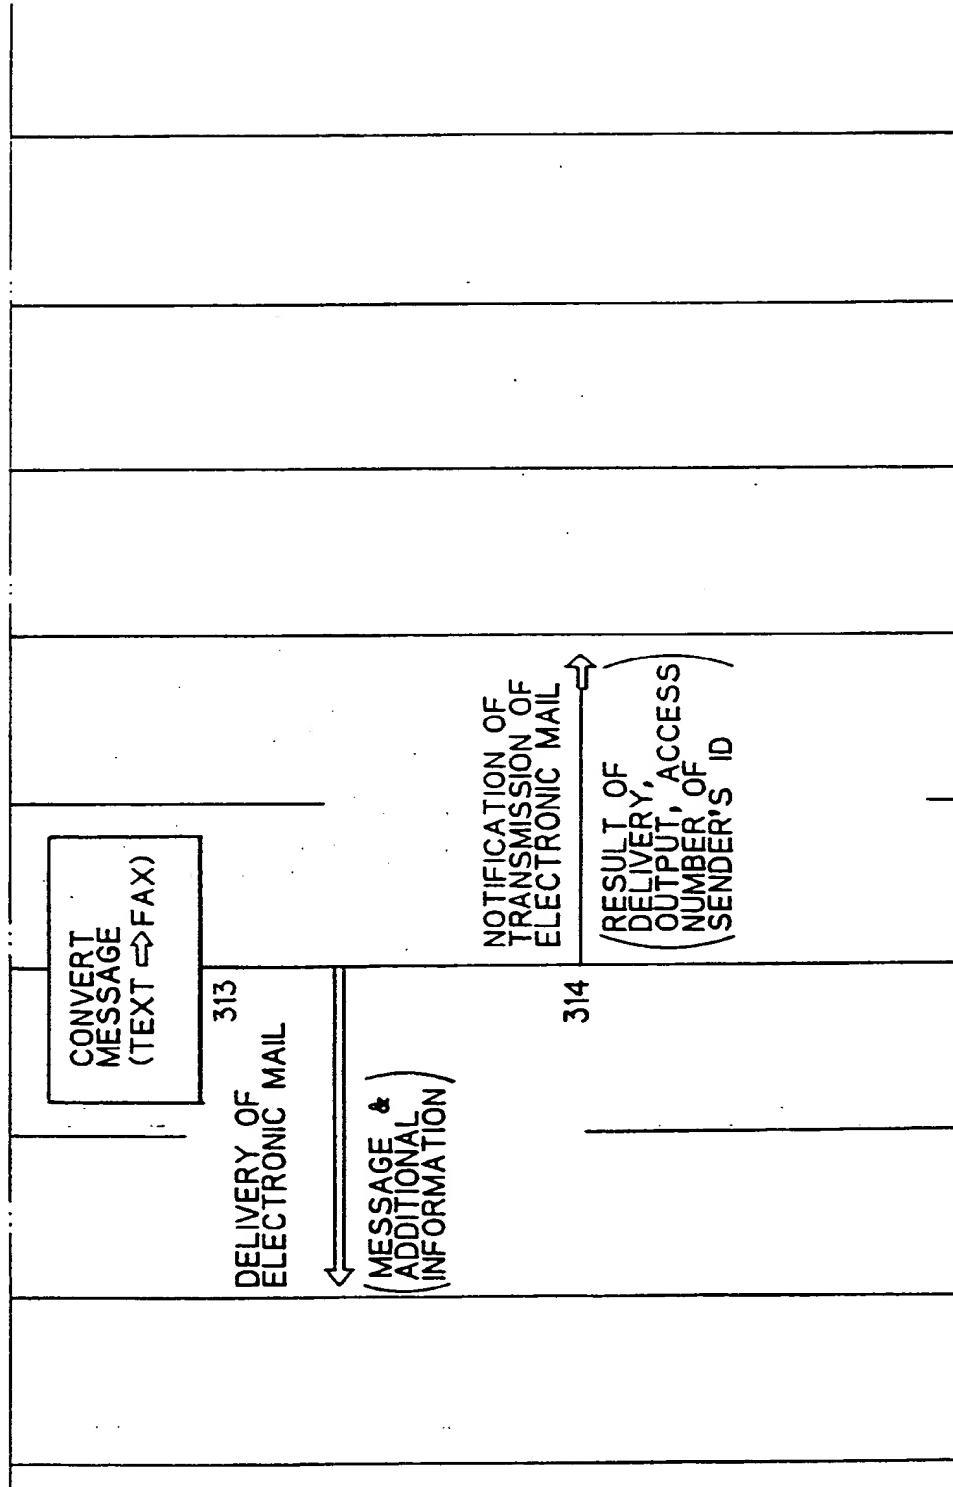 CONVERT
MESSAGE
(TEXT ⇨ FAX)
313
DELIVERY OF
ELECTRONIC MAIL
(MESSAGE &
ADDITIONAL
INFORMATION)
NOTIFICATION OF
TRANSMISSION OF
ELECTRONIC MAIL
314
(RESULT OF
DELIVERY,
OUTPUT, ACCESS
NUMBER OF
SENDER'S ID)